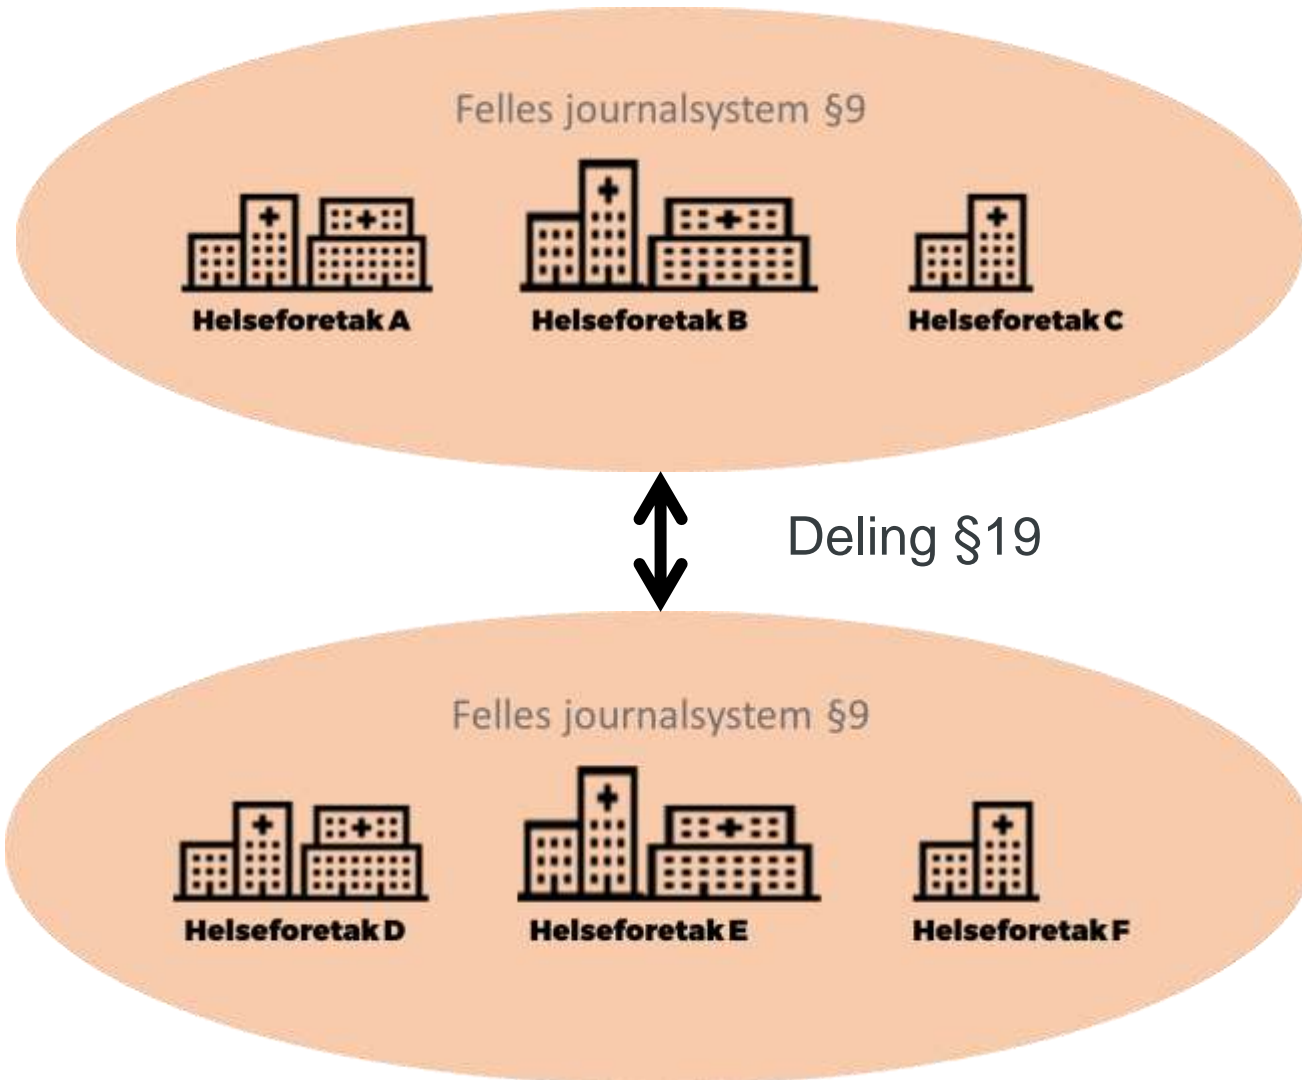 Felles journalsystem §9
Helseforetak A
Helseforetak B
Helseforetak C
Deling §19
Felles journalsystem §9
Helseforetak D
Helseforetak E
Helseforetak F